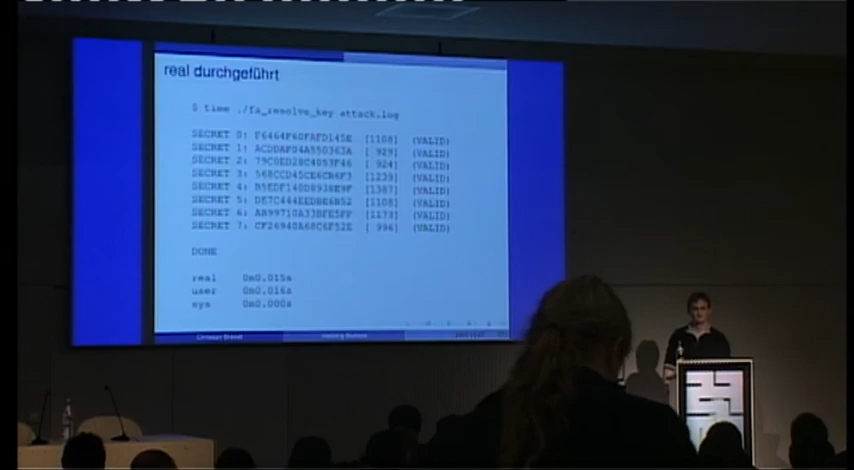 real durchgeführt
$ time ./fa_resolve_key attack.log
SECRET 0: F6464F60FAFD145E [1108] (VALID)
SECRET 1: ACDDAF04A550363A [ 929] (VALID)
SECRET 2: 79C0ED28C4053F46 [ 924] (VALID)
SECRET 3: 568CCD45CE6CB6F3 [1239] (VALID)
SECRET 4: B5EDF140D8938E9F [1387] (VALID)
SECRET 5: DE7C444EEDBE6B52 [1108] (VALID)
SECRET 6: AB99710A33BFE5FF [1173] (VALID)
SECRET 7: CF26940A68C6F52E [ 996] (VALID)
DONE
real 0m0.015s
user 0m0.016s
sys 0m0.000s